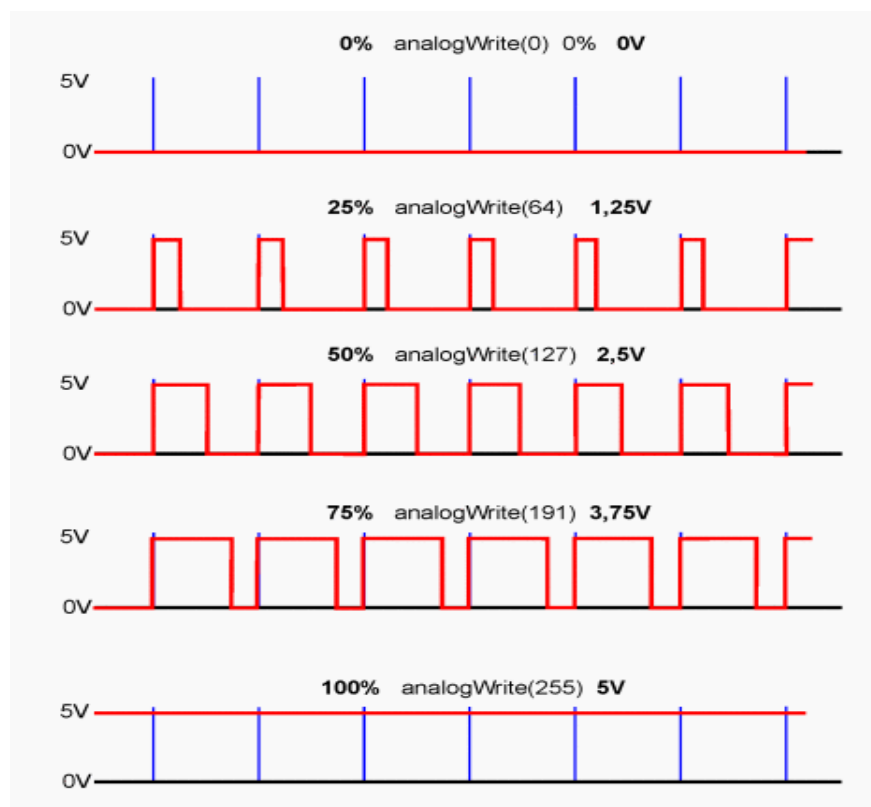 0% analogWrite(0) 0% 0V
5V
0V
25% analogWrite(64) 1,25V
5V
0V
50% analogWrite(127) 2,5V
5V
0V
75% analogWrite(191) 3,75V
5V
0V
100% analogWrite(255) 5V
5V
0V